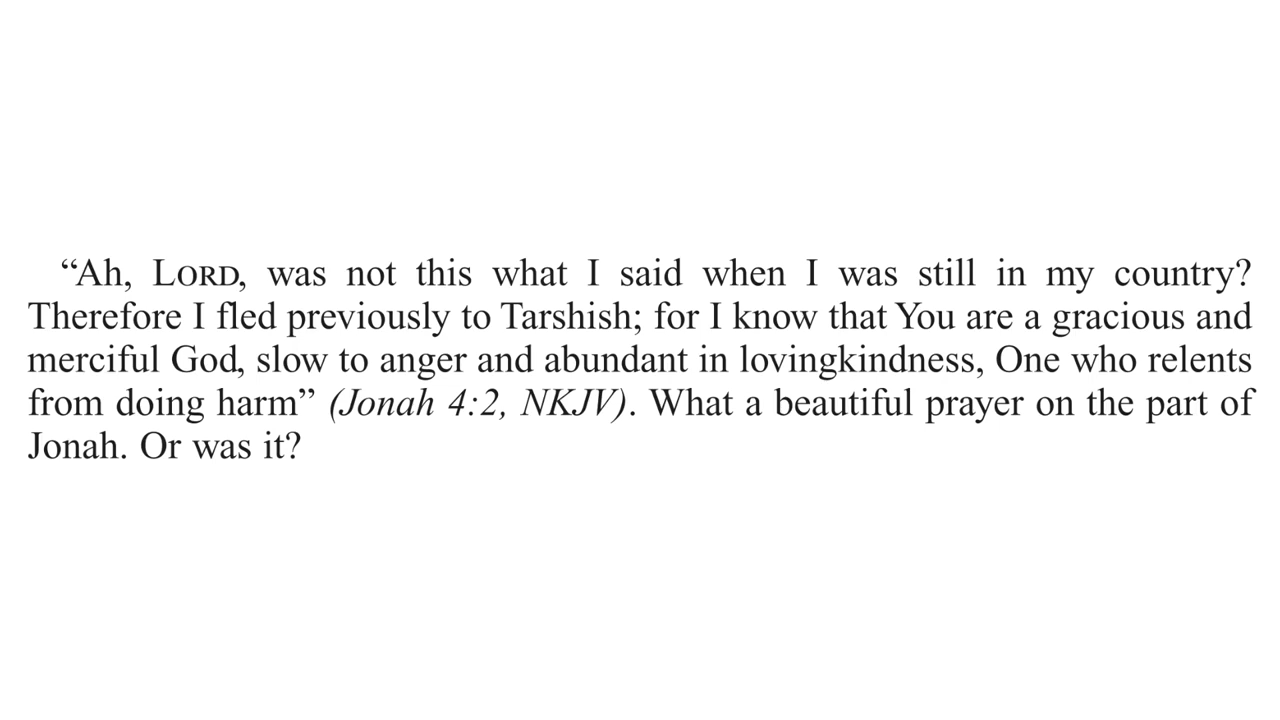 “Ah, LORD, was not this what I said when I was still in my country?
Therefore I fled previously to Tarshish; for I know that You are a gracious and
merciful God, slow to anger and abundant in lovingkindness, One who relents
from doing harm” (Jonah 4:2, NKJV). What a beautiful prayer on the part of
Jonah. Or was it?